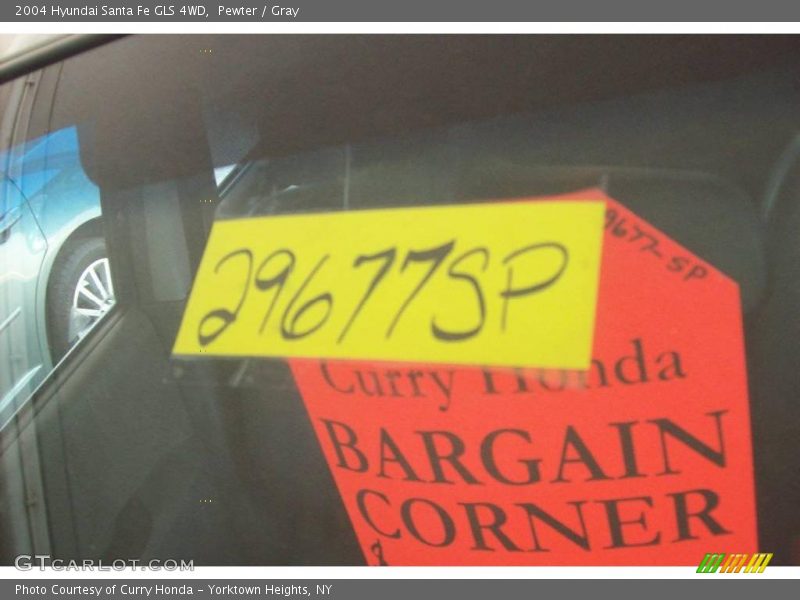 2004 Hyundai Santa Fe GLS 4WD, Pewter / Gray
29677SP
9677-SP
Curry Honda
BARGAIN
CORNER
GTCARLOT.COM
Photo Courtesy of Curry Honda - Yorktown Heights, NY